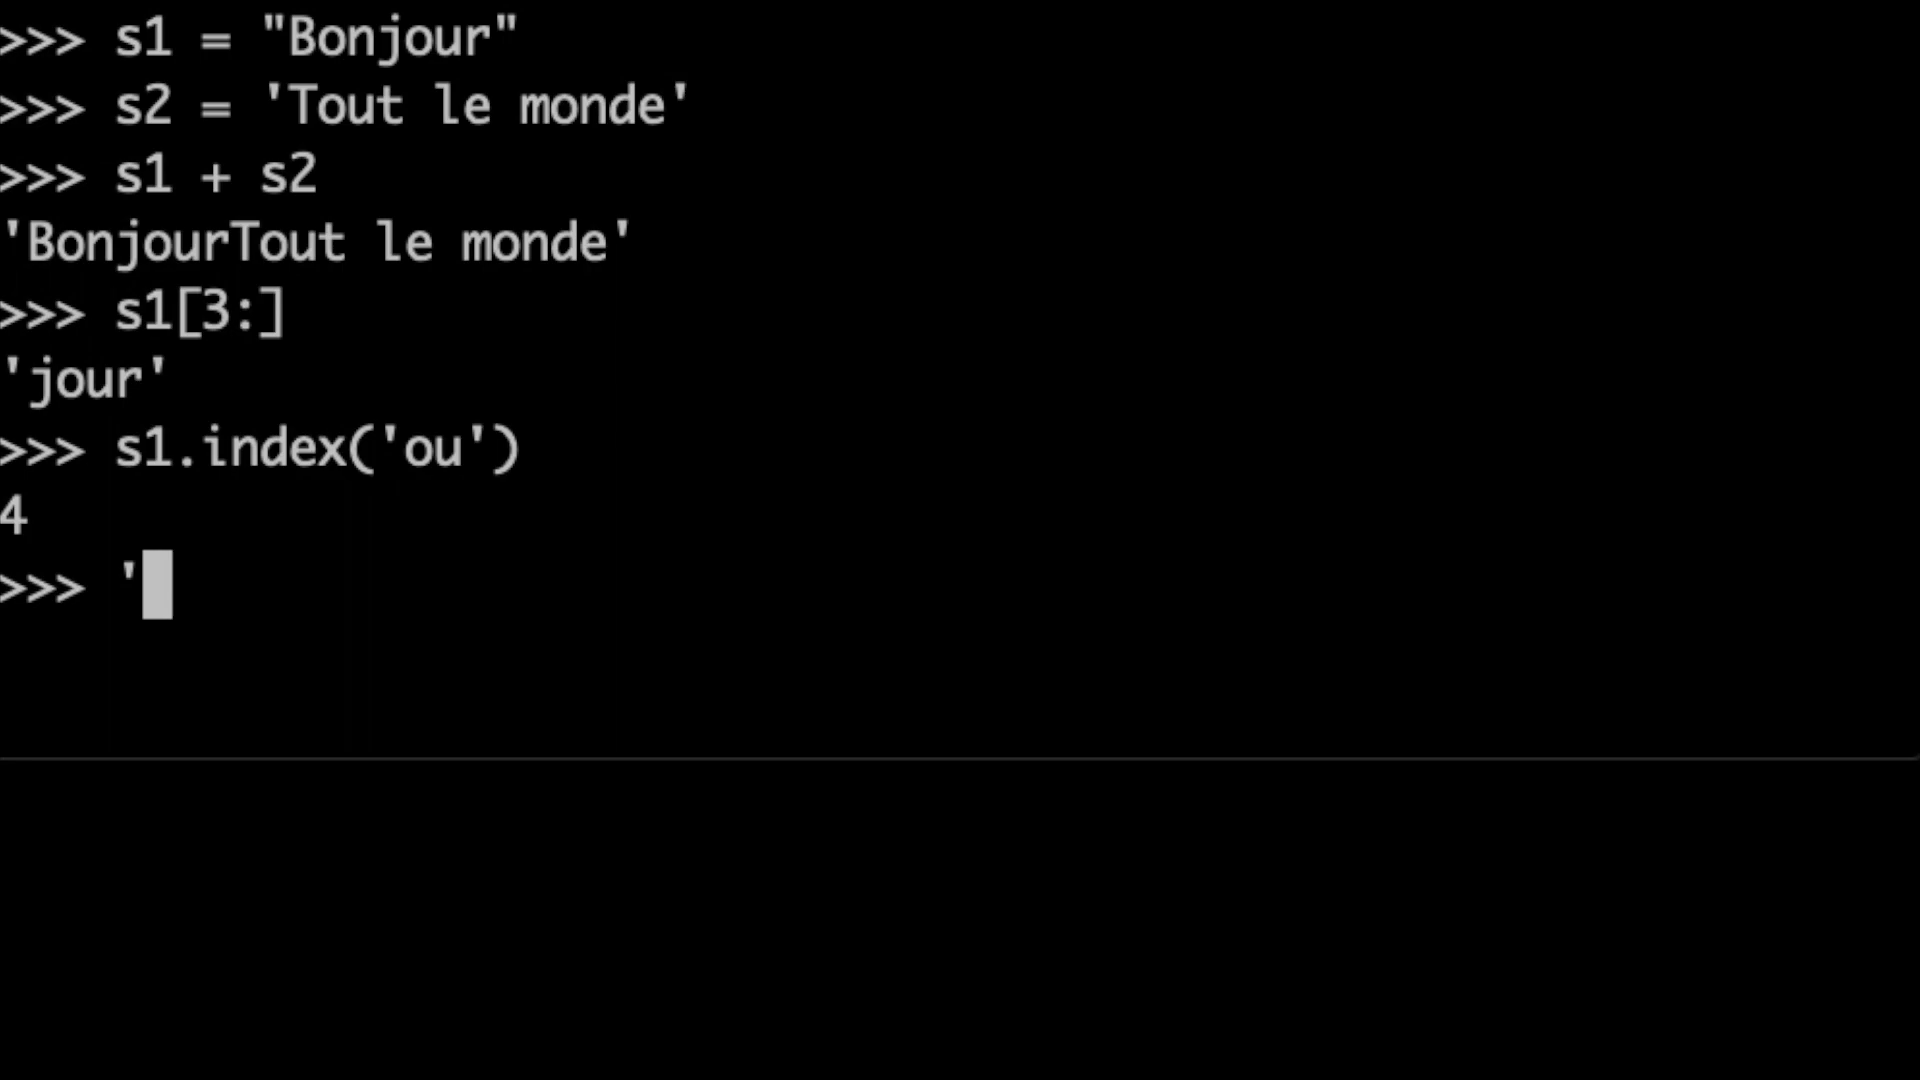 >>> s1 = "Bonjour"
>>> s2 = 'Tout le monde'
>>> s1 + s2
'BonjourTout le monde'
>>> s1[3:]
'jour'
>>> s1.index('ou')
4
>>> '